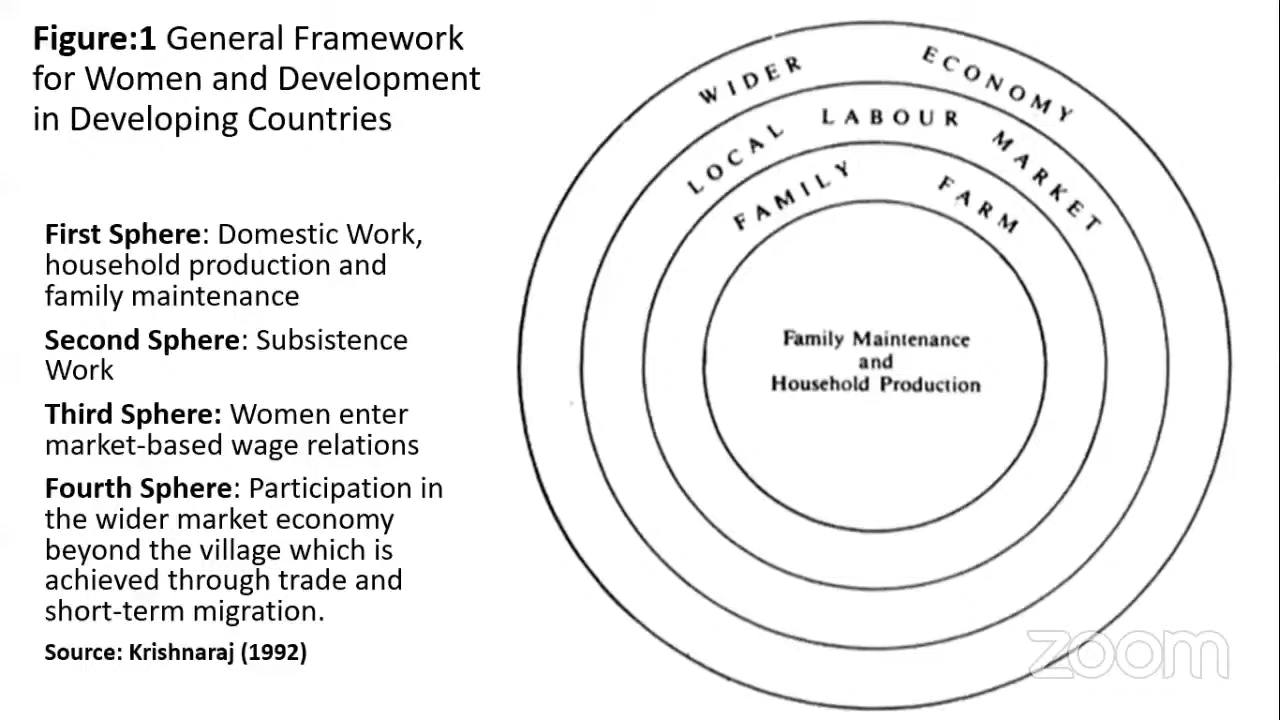 Figure:1 General Framework
for Women and Development
in Developing Countries
First Sphere: Domestic Work,
household production and
family maintenance
Second Sphere: Subsistence
Work
Third Sphere: Women enter
market-based wage relations
Fourth Sphere: Participation in
the wider market economy
beyond the village which is
achieved through trade and
short-term migration.
Source: Krishnaraj (1992)
WIDER ECONOMY
LOCAL LABOUR MARKET
FAMILY FARM
Family Maintenance
and
Household Production
zoom